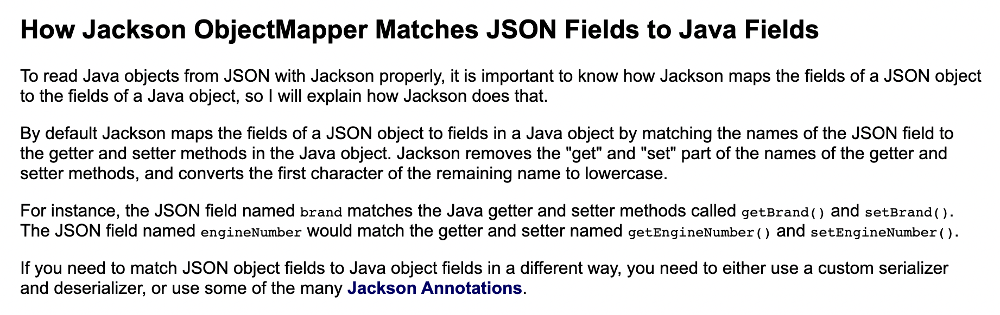 How Jackson ObjectMapper Matches JSON Fields to Java Fields
To read Java objects from JSON with Jackson properly, it is important to know how Jackson maps the fields of a JSON object
to the fields of a Java object, so I will explain how Jackson does that.
By default Jackson maps the fields of a JSON object to fields in a Java object by matching the names of the JSON field to
the getter and setter methods in the Java object. Jackson removes the "get" and "set" part of the names of the getter and
setter methods, and converts the first character of the remaining name to lowercase.
For instance, the JSON field named brand matches the Java getter and setter methods called getBrand() and setBrand().
The JSON field named engineNumber would match the getter and setter named getEngineNumber() and setEngineNumber().
If you need to match JSON object fields to Java object fields in a different way, you need to either use a custom serializer
and deserializer, or use some of the many Jackson Annotations.